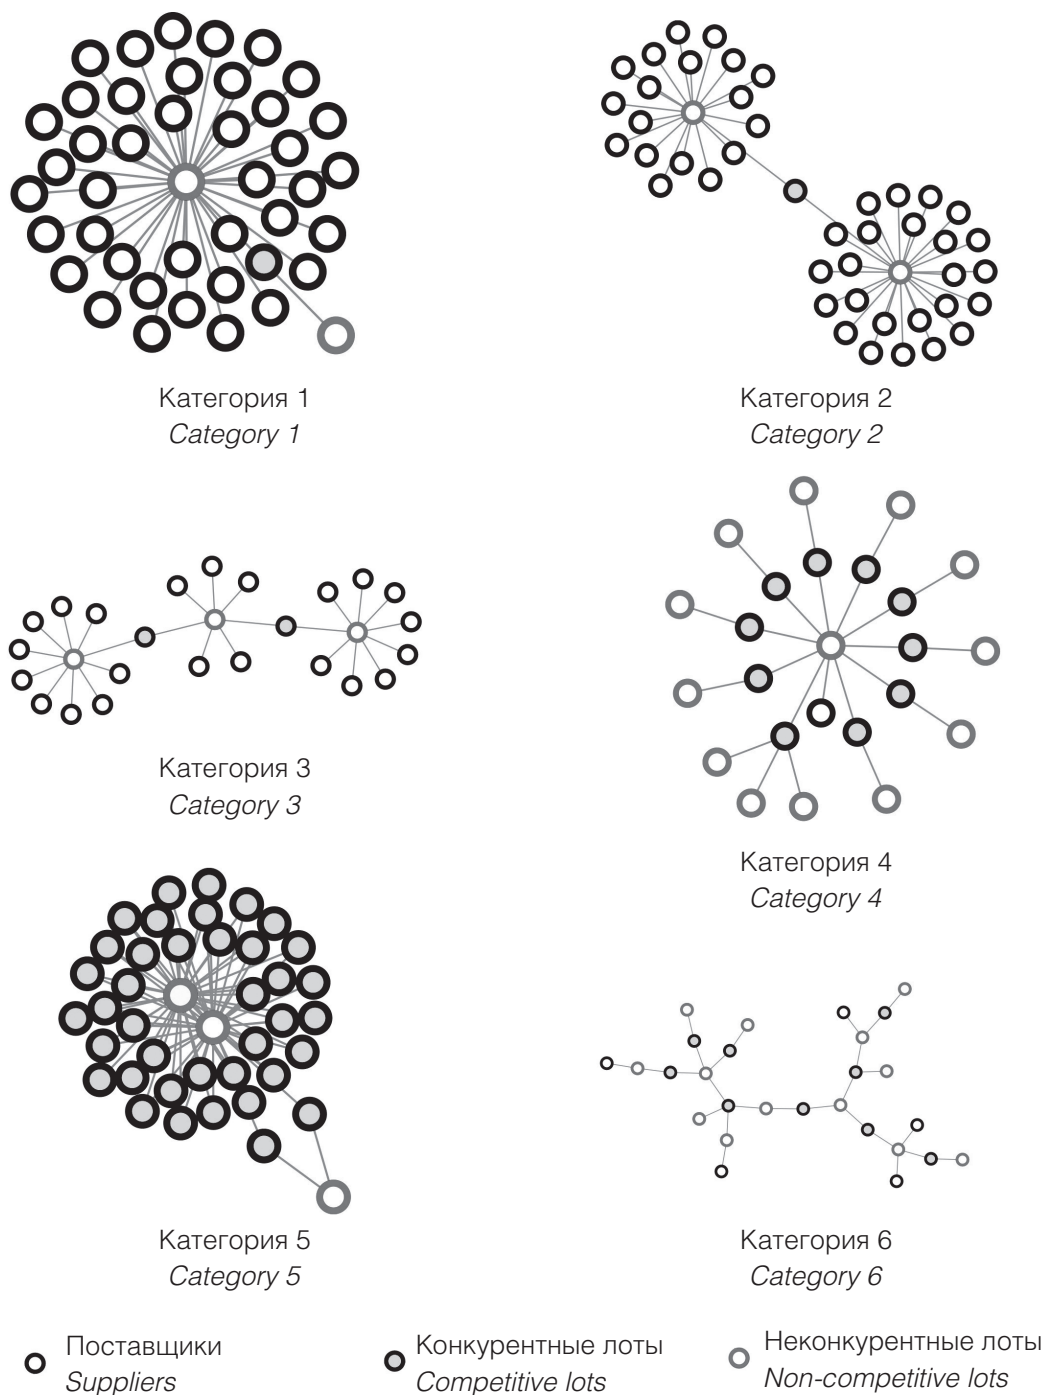 Категория 1
Category 1
Категория 2
Category 2
Категория 3
Category 3
Категория 4
Category 4
Категория 5
Category 5
Категория 6
Category 6
Поставщики
Suppliers
Конкурентные лоты
Competitive lots
Неконкурентные лоты
Non-competitive lots